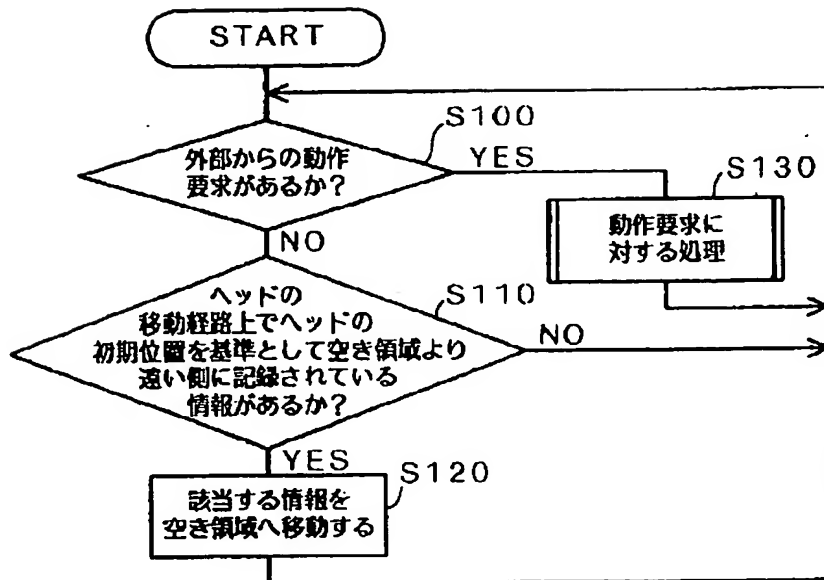 START
S100
外部からの動作
要求があるか?
YES
S130
動作要求に
対する処理
NO
S110
ヘッドの
移動経路上でヘッドの
初期位置を基準として空き領域より
遠い側に記録されている
情報があるか?
NO
YES
S120
該当する情報を
空き領域へ移動する